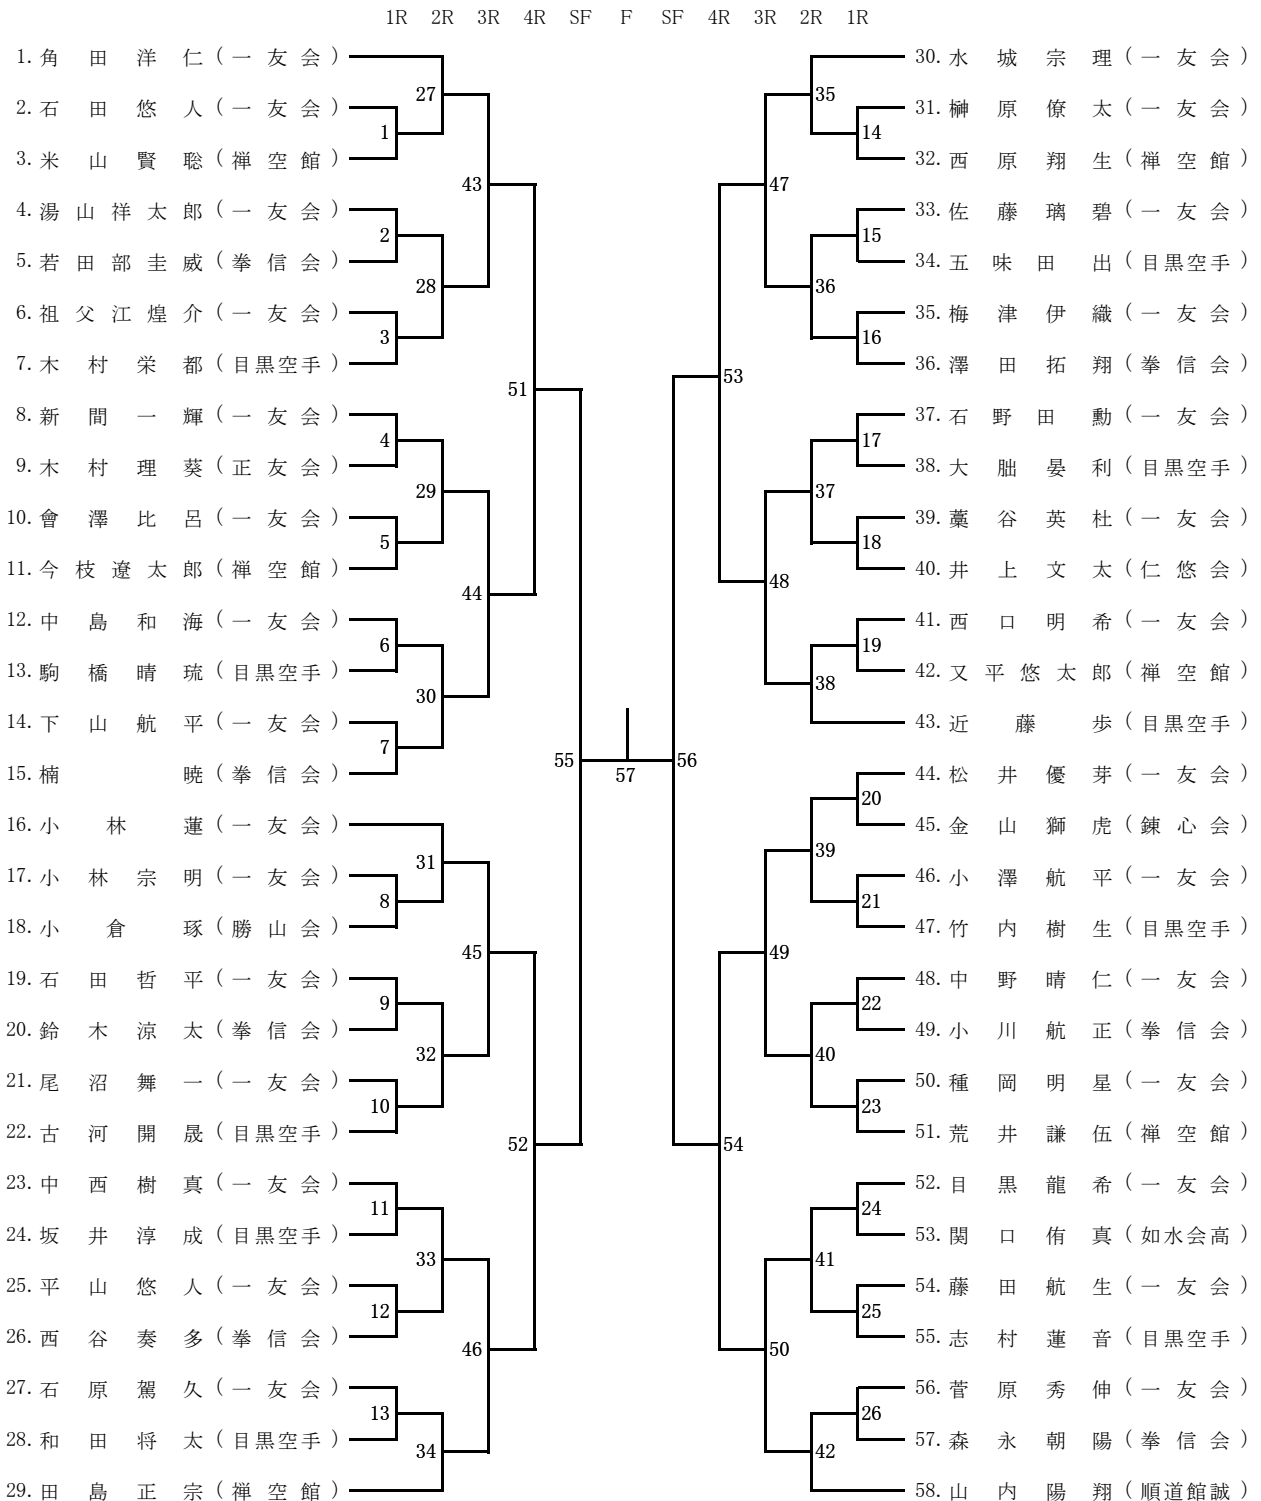 1R 2R 3R 4R SF F SF 4R 3R 2R 1R
1. 角田洋仁 (一友会)
2. 石田悠人 (一友会)
3. 米山賢聡 (禅空館)
4. 湯山祥太郎 (一友会)
5. 若田部圭威 (拳信会)
6. 祖父江煌介 (一友会)
7. 木村栄都 (目黒空手)
8. 新間一輝 (一友会)
9. 木村理葵 (正友会)
10. 會澤比呂 (一友会)
11. 今枝遼太郎 (禅空館)
12. 中島和海 (一友会)
13. 駒橋晴琉 (目黒空手)
14. 下山航平 (一友会)
15. 楠暁 (拳信会)
16. 小林蓮 (一友会)
17. 小林宗明 (一友会)
18. 小倉琢 (勝山会)
19. 石田哲平 (一友会)
20. 鈴木涼太 (拳信会)
21. 尾沼舞一 (一友会)
22. 古河開晟 (目黒空手)
23. 中西樹真 (一友会)
24. 坂井淳成 (目黒空手)
25. 平山悠人 (一友会)
26. 西谷奏多 (拳信会)
27. 石原駕久 (一友会)
28. 和田将太 (目黒空手)
29. 田島正宗 (禅空館)
1
2
3
4
5
6
7
8
9
10
11
12
13
27
28
29
30
31
32
33
34
43
44
45
46
51
52
55
57
56
53
54
47
48
49
50
35
36
37
38
39
40
41
42
14
15
16
17
18
19
20
21
22
23
24
25
26
30. 水城宗理 (一友会)
31. 榊原僚太 (一友会)
32. 西原翔生 (禅空館)
33. 佐藤璃碧 (一友会)
34. 五味田出 (目黒空手)
35. 梅津伊織 (一友会)
36. 澤田拓翔 (拳信会)
37. 石野田勳 (一友会)
38. 大朏晏利 (目黒空手)
39. 藁谷英杜 (一友会)
40. 井上文太 (仁悠会)
41. 西口明希 (一友会)
42. 又平悠太郎 (禅空館)
43. 近藤歩 (目黒空手)
44. 松井優芽 (一友会)
45. 金山獅虎 (錬心会)
46. 小澤航平 (一友会)
47. 竹内樹生 (目黒空手)
48. 中野晴仁 (一友会)
49. 小川航正 (拳信会)
50. 種岡明星 (一友会)
51. 荒井謙伍 (禅空館)
52. 目黒龍希 (一友会)
53. 関口侑真 (如水会高)
54. 藤田航生 (一友会)
55. 志村蓮音 (目黒空手)
56. 菅原秀伸 (一友会)
57. 森永朝陽 (拳信会)
58. 山内陽翔 (順道館誠)